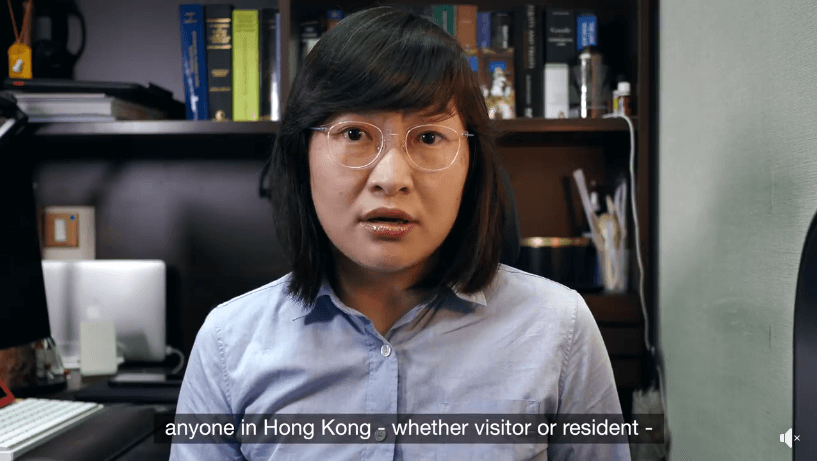 anyone in Hong Kong - whether visitor or resident -